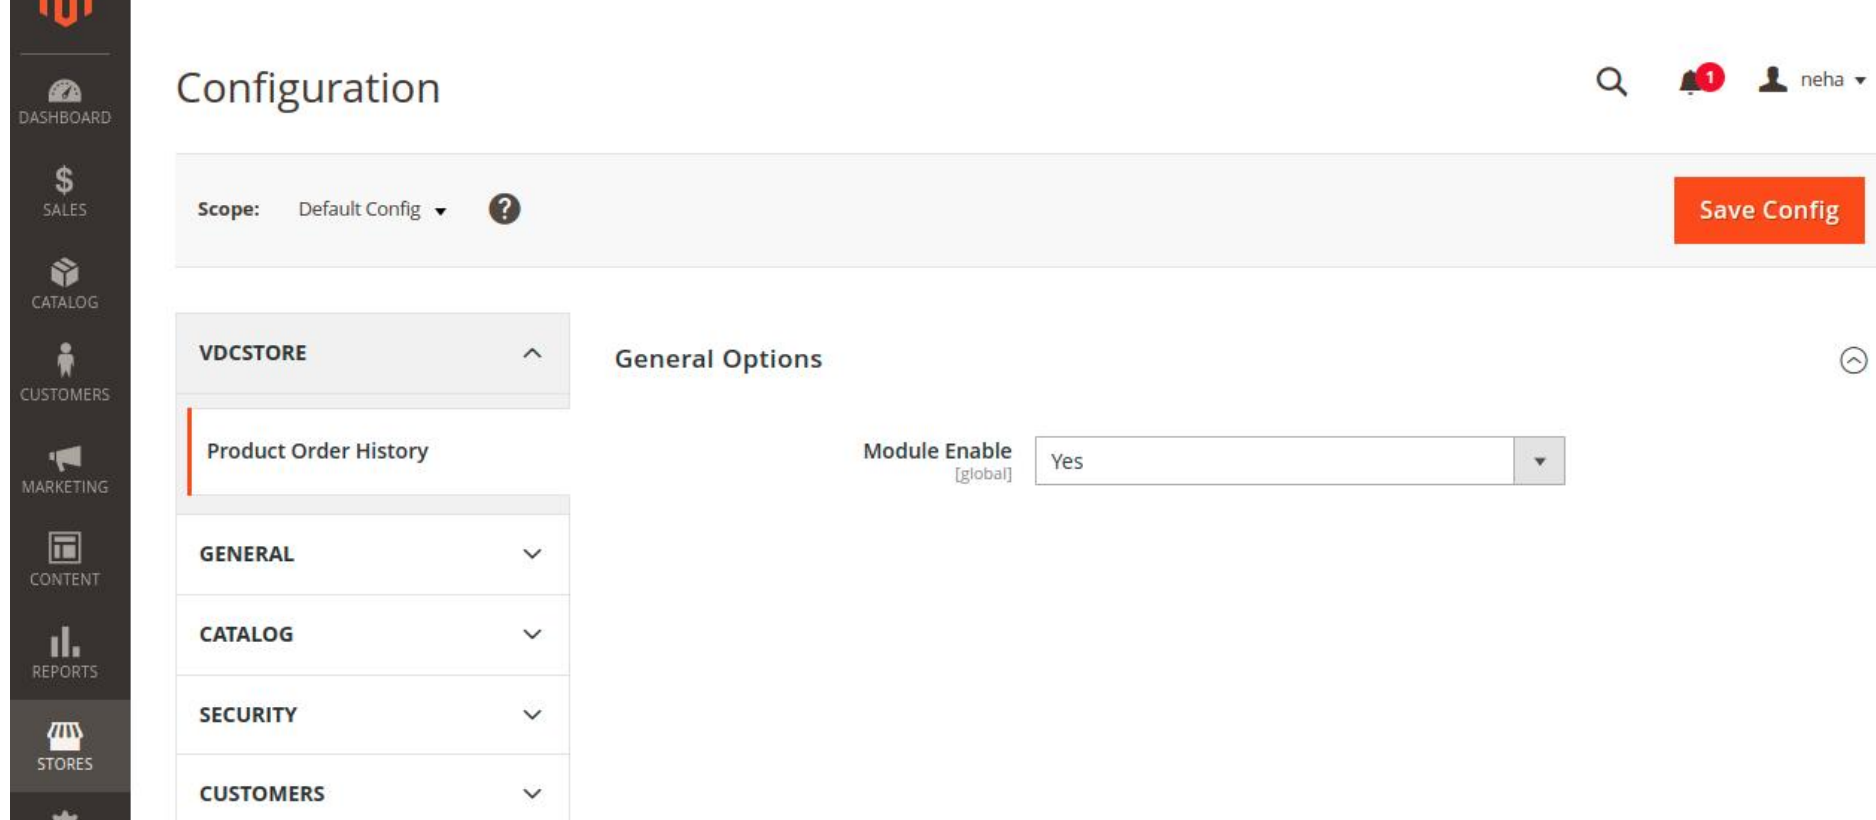 Configuration
1
neha
DASHBOARD
SALES
CATALOG
CUSTOMERS
MARKETING
CONTENT
REPORTS
STORES
Scope: Default Config ?
Save Config
VDCSTORE
Product Order History
GENERAL
CATALOG
SECURITY
CUSTOMERS
General Options
Module Enable
[global]
Yes